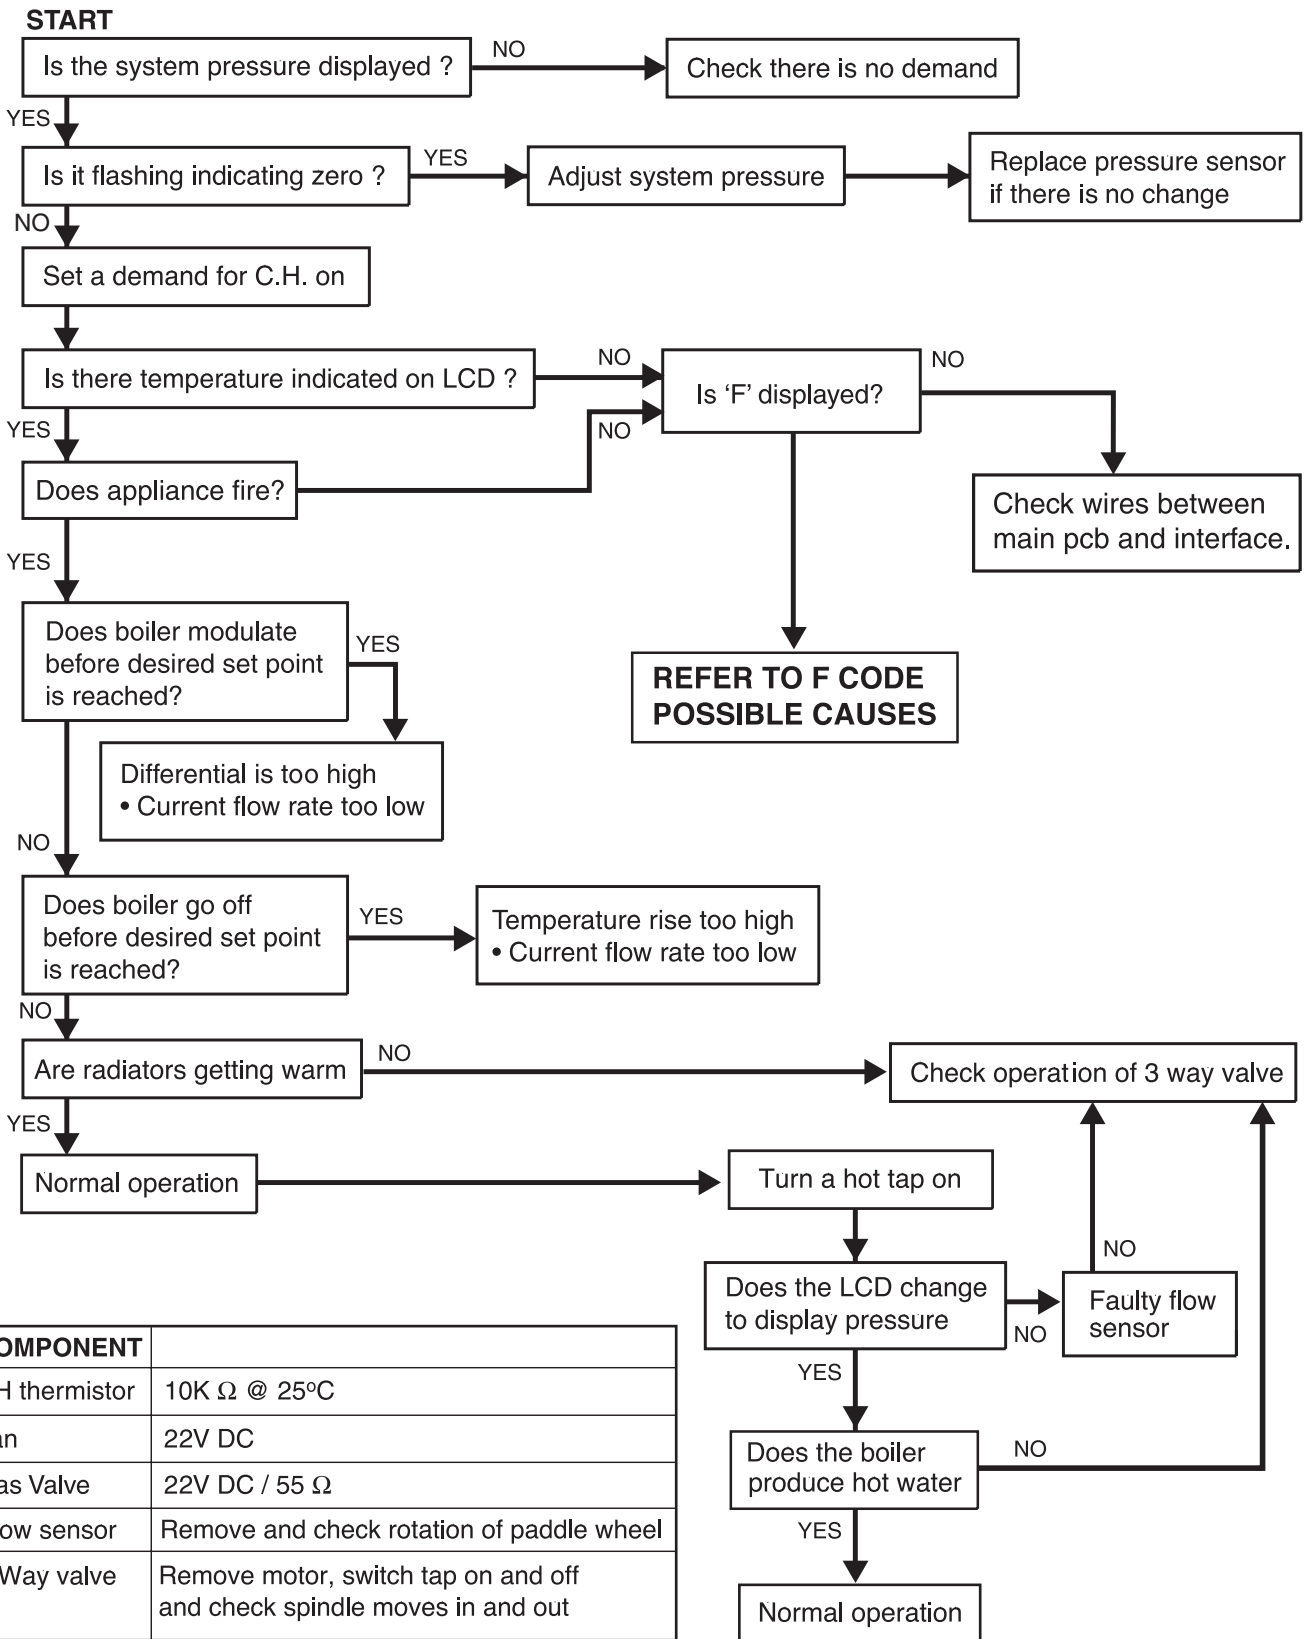 START
Is the system pressure displayed ?
NO
Check there is no demand
YES
Is it flashing indicating zero ?
YES
Adjust system pressure
Replace pressure sensor
if there is no change
NO
Set a demand for C.H. on
Is there temperature indicated on LCD ?
NO
Is ‘F’ displayed?
NO
YES
NO
Does appliance fire?
Check wires between
main pcb and interface.
YES
Does boiler modulate
before desired set point
is reached?
YES
REFER TO F CODE
POSSIBLE CAUSES
Differential is too high
• Current flow rate too low
NO
Does boiler go off
before desired set point
is reached?
YES
Temperature rise too high
• Current flow rate too low
NO
Are radiators getting warm
NO
Check operation of 3 way valve
YES
Normal operation
Turn a hot tap on
Does the LCD change
to display pressure
NO
Faulty flow
sensor
NO
YES
Does the boiler
produce hot water
NO
YES
Normal operation
OMPONENT
H thermistor 10K Ω @ 25ºC
an 22V DC
as Valve 22V DC / 55 Ω
ow sensor Remove and check rotation of paddle wheel
Way valve Remove motor, switch tap on and off
and check spindle moves in and out